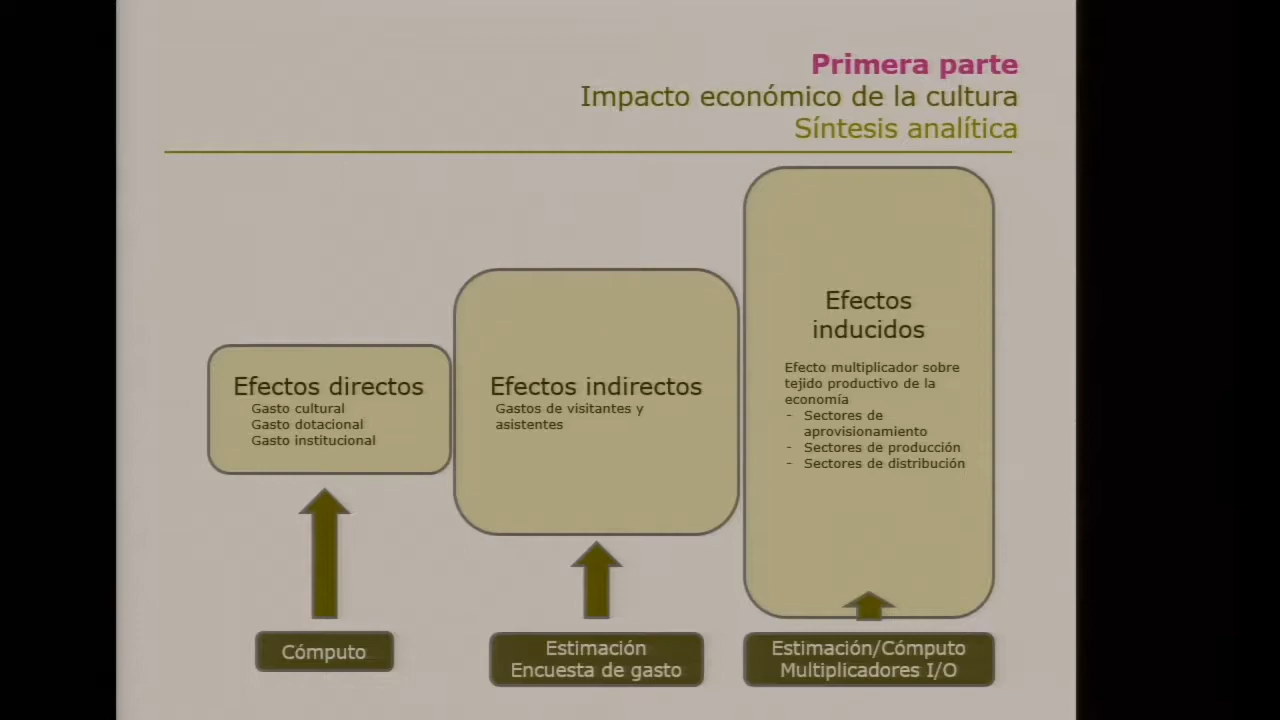 Primera parte
Impacto económico de la cultura
Síntesis analítica
Efectos directos
Gasto cultural
Gasto dotacional
Gasto institucional
Efectos indirectos
Gastos de visitantes y
asistentes
Efectos
inducidos
Efecto multiplicador sobre
tejido productivo de la
economía
- Sectores de
aprovisionamiento
- Sectores de producción
- Sectores de distribución
Cómputo
Estimación
Encuesta de gasto
Estimación/Cómputo
Multiplicadores I/O